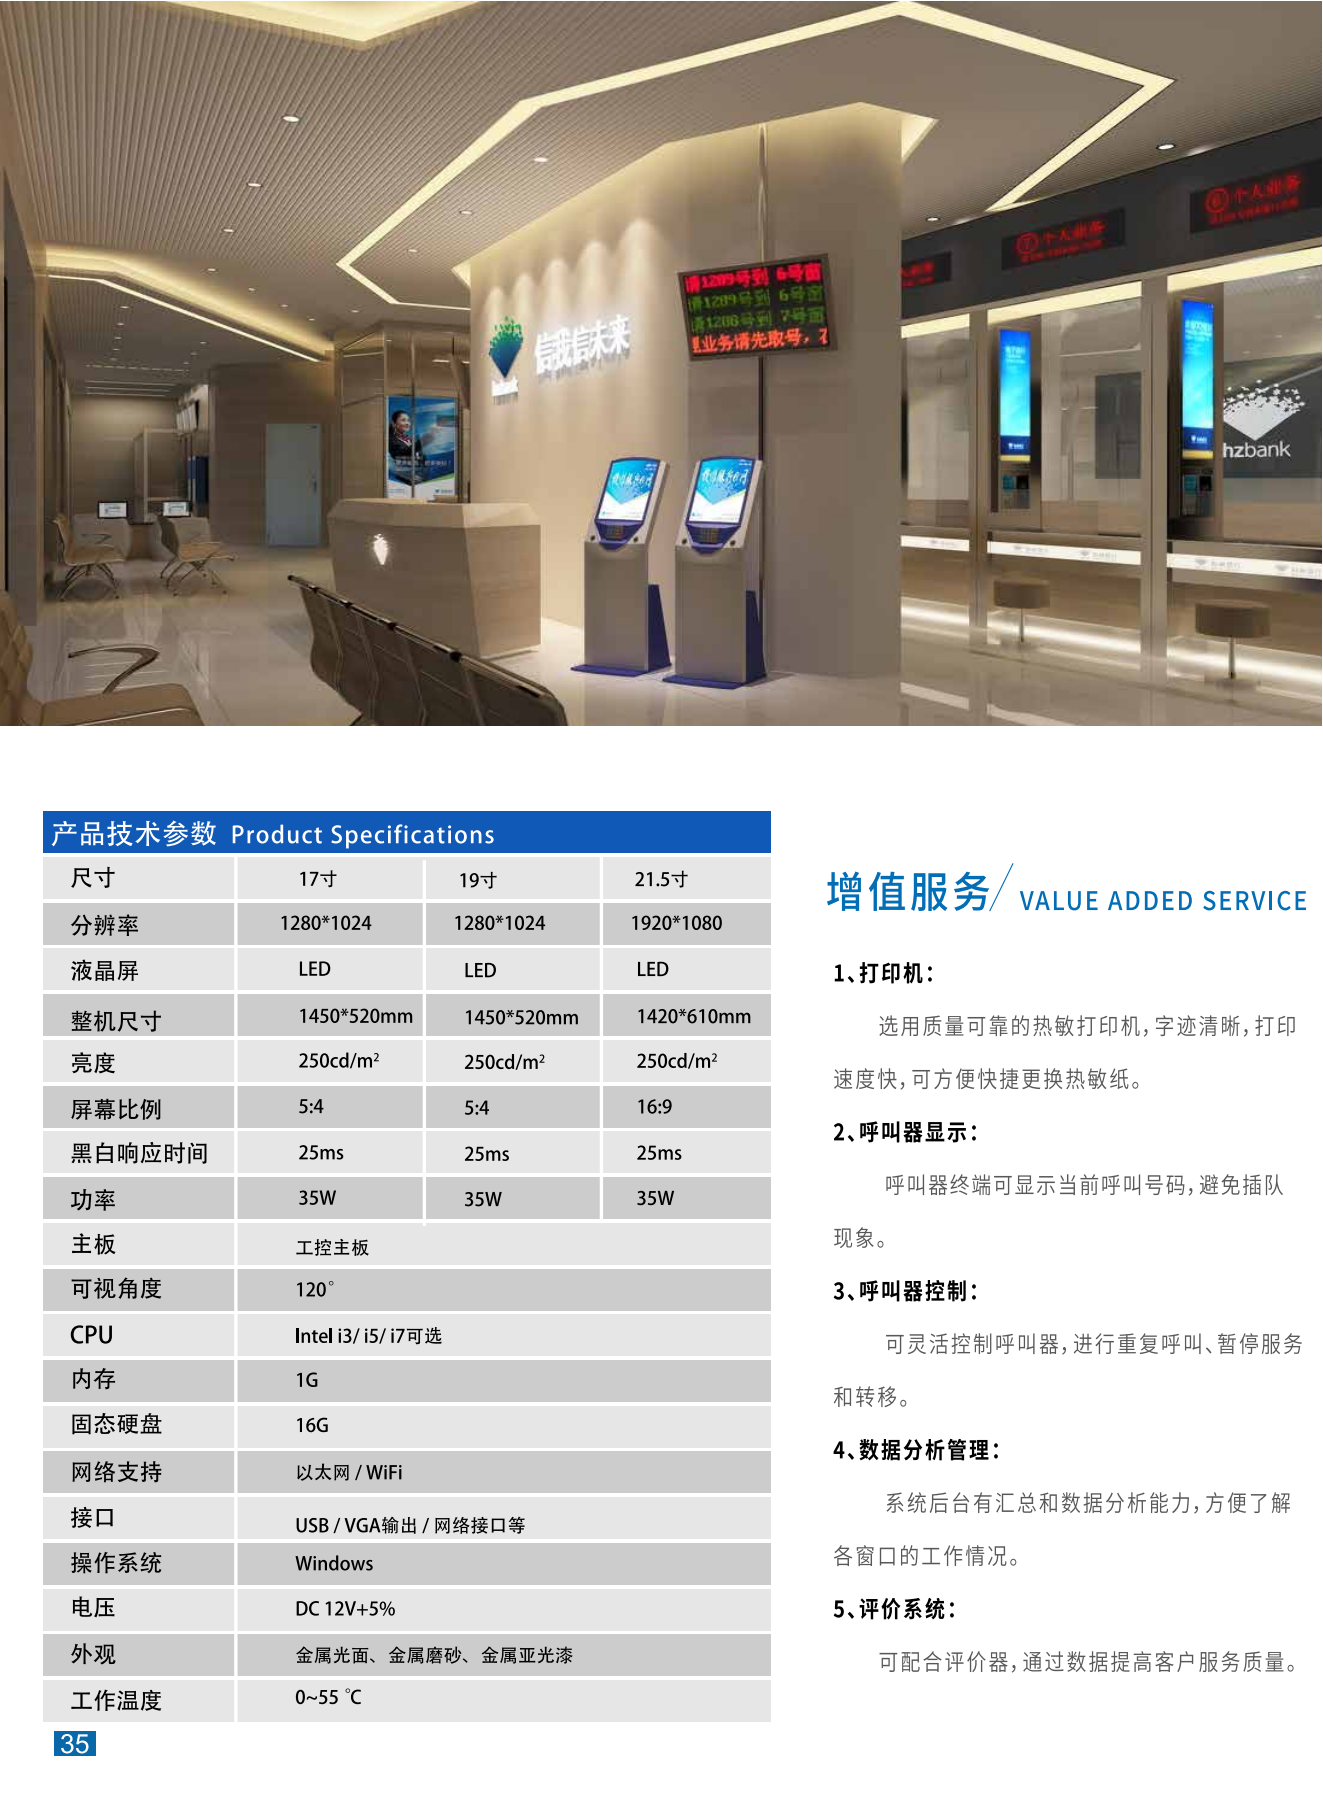 信我信未来
hzbank
请1209号到 6号窗
请1209号到 6号窗
请1208号到 7号窗
理业务请先取号，
⑦个人业务
⑥个人业务
hzbank
产品技术参数 Product Specifications
尺寸 17寸 19寸 21.5寸
分辨率 1280*1024 1280*1024 1920*1080
液晶屏 LED LED LED
整机尺寸 1450*520mm 1450*520mm 1420*610mm
亮度 250cd/m² 250cd/m² 250cd/m²
屏幕比例 5:4 5:4 16:9
黑白响应时间 25ms 25ms 25ms
功率 35W 35W 35W
主板 工控主板
可视角度 120°
CPU Intel i3/ i5/ i7可选
内存 1G
固态硬盘 16G
网络支持 以太网 / WiFi
接口 USB / VGA输出 / 网络接口等
操作系统 Windows
电压 DC 12V+5%
外观 金属光面、金属磨砂、金属亚光漆
工作温度 0~55 ℃
35
增值服务/ VALUE ADDED SERVICE
1、打印机：
选用质量可靠的热敏打印机，字迹清晰，打印
速度快，可方便快捷更换热敏纸。
2、呼叫器显示：
呼叫器终端可显示当前呼叫号码，避免插队
现象。
3、呼叫器控制：
可灵活控制呼叫器，进行重复呼叫、暂停服务
和转移。
4、数据分析管理：
系统后台有汇总和数据分析能力，方便了解
各窗口的工作情况。
5、评价系统：
可配合评价器，通过数据提高客户服务质量。